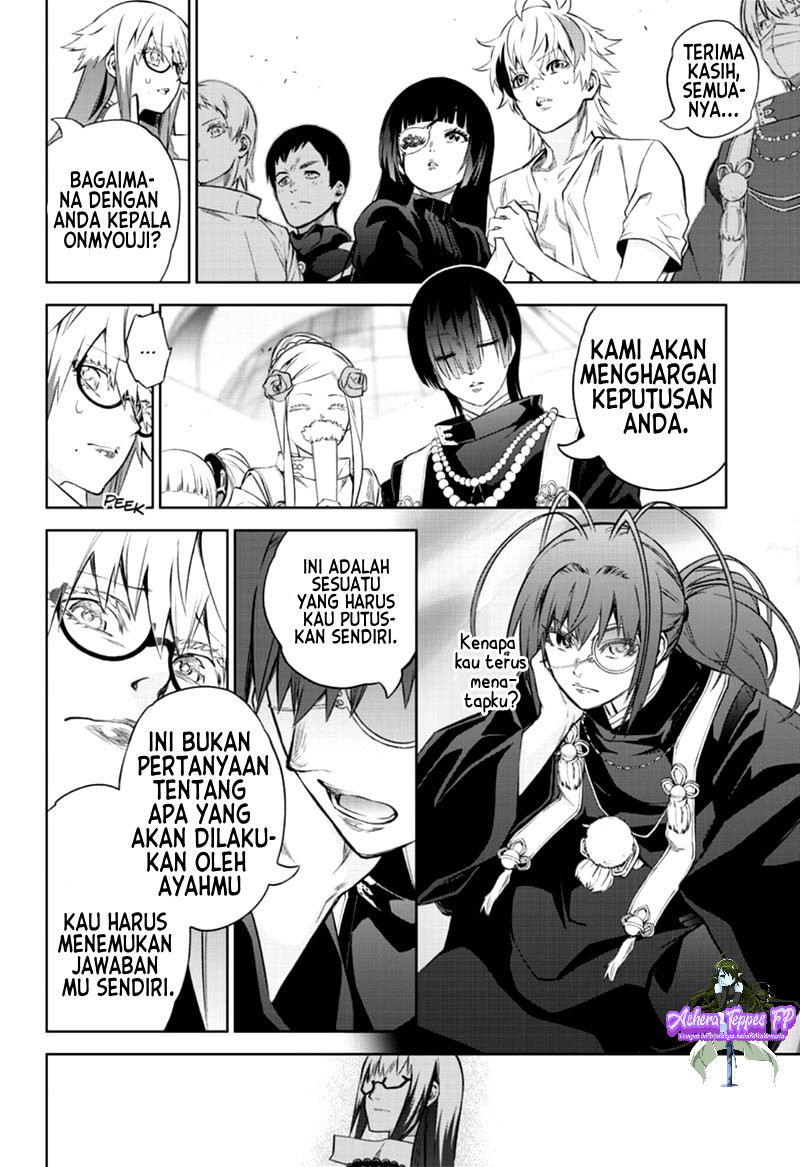 TERIMA
KASIH,
SEMUA-
NYA...
BAGAIMA-
NA DENGAN
ANDA KEPALA
ONMYOUJI?
KAMI AKAN
MENGHARGAI
KEPUTUSAN
ANDA.
...
PEEK
Kenapa
kau terus
mena-
tapku?
INI ADALAH
SESUATU
YANG HARUS
KAU PUTUS-
KAN SENDIRI.
INI BUKAN
PERTANYAAN
TENTANG
APA YANG
AKAN DILAKU-
KAN OLEH
AYAHMU
KAU HARUS
MENEMUKAN
JAWABAN
MU SENDIRI.
Ashera Teppes FP